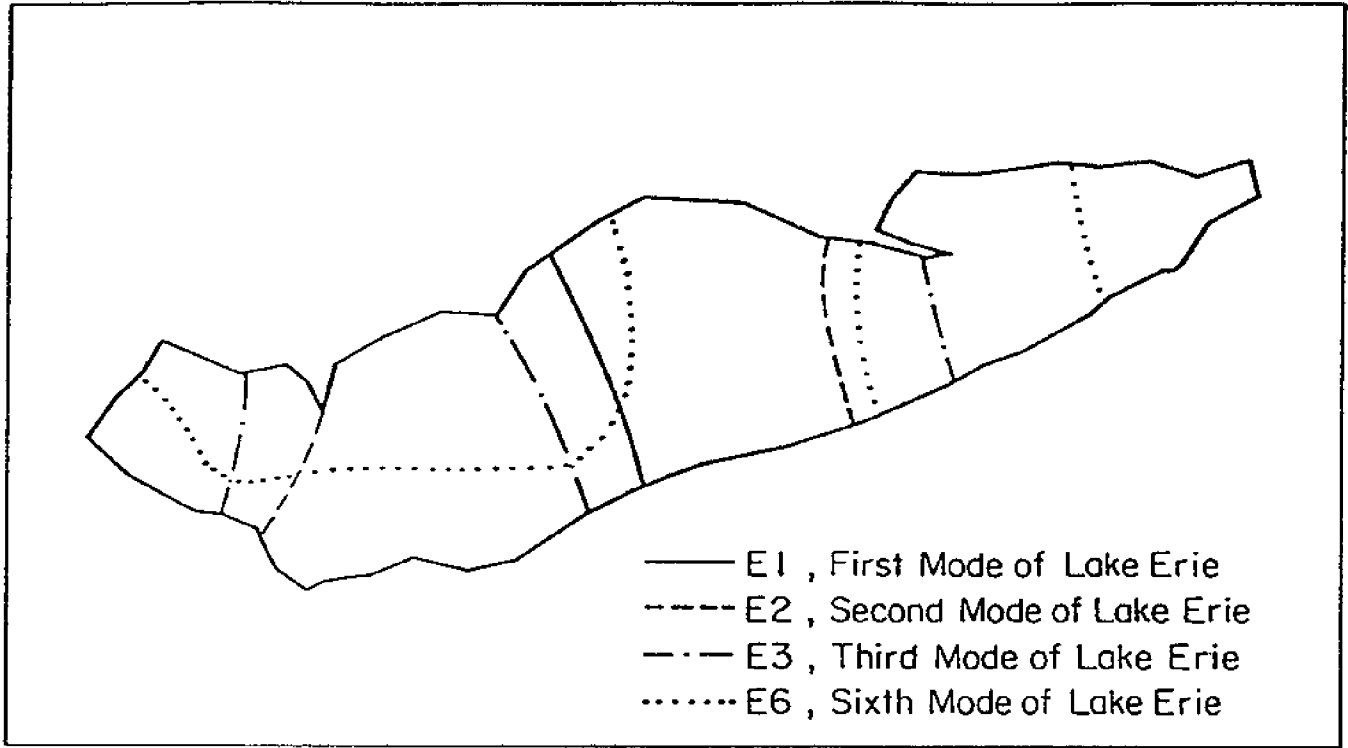 E1 , First Mode of Lake Erie
E2 , Second Mode of Lake Erie
E3 , Third Mode of Lake Erie
E6 , Sixth Mode of Lake Erie